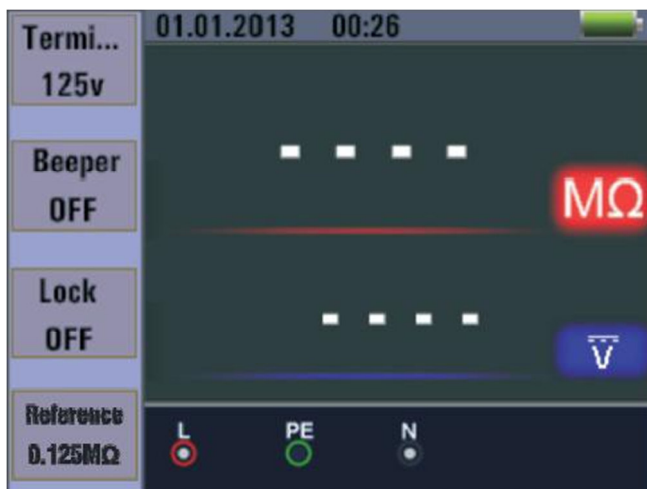 Termi...
125v
Beeper
OFF
Lock
OFF
Reference
0.125MΩ
01.01.2013 00:26
- - - -
MΩ
- - - -
V
L PE N